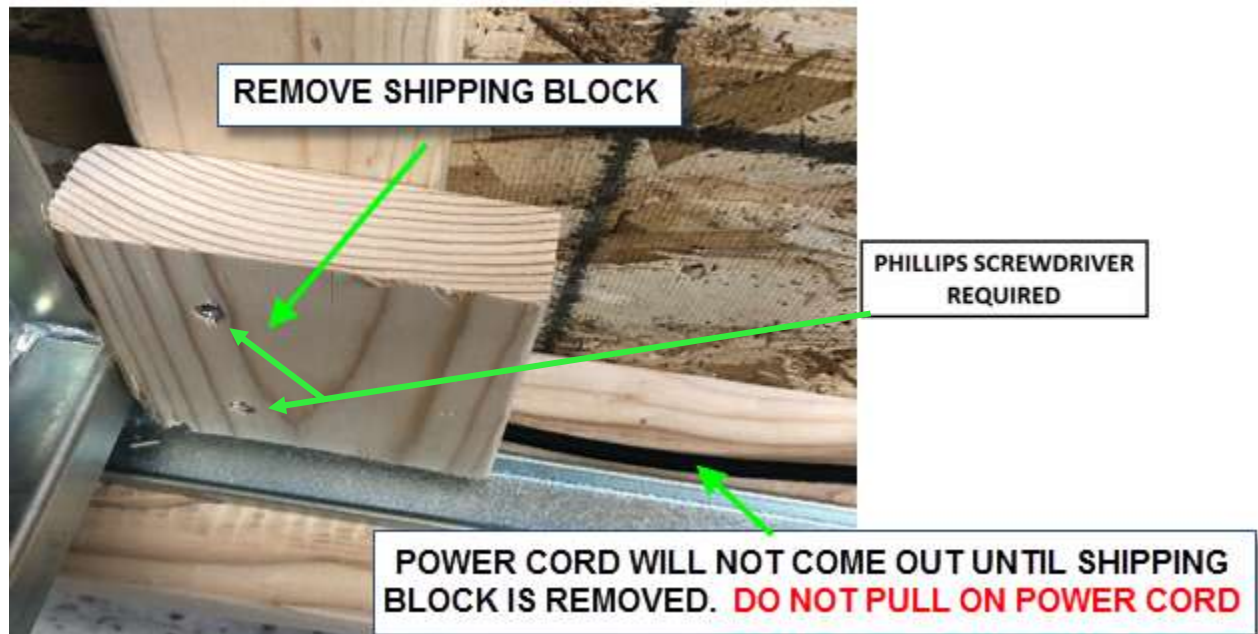 REMOVE SHIPPING BLOCK
PHILLIPS SCREWDRIVER
REQUIRED
POWER CORD WILL NOT COME OUT UNTIL SHIPPING
BLOCK IS REMOVED. DO NOT PULL ON POWER CORD